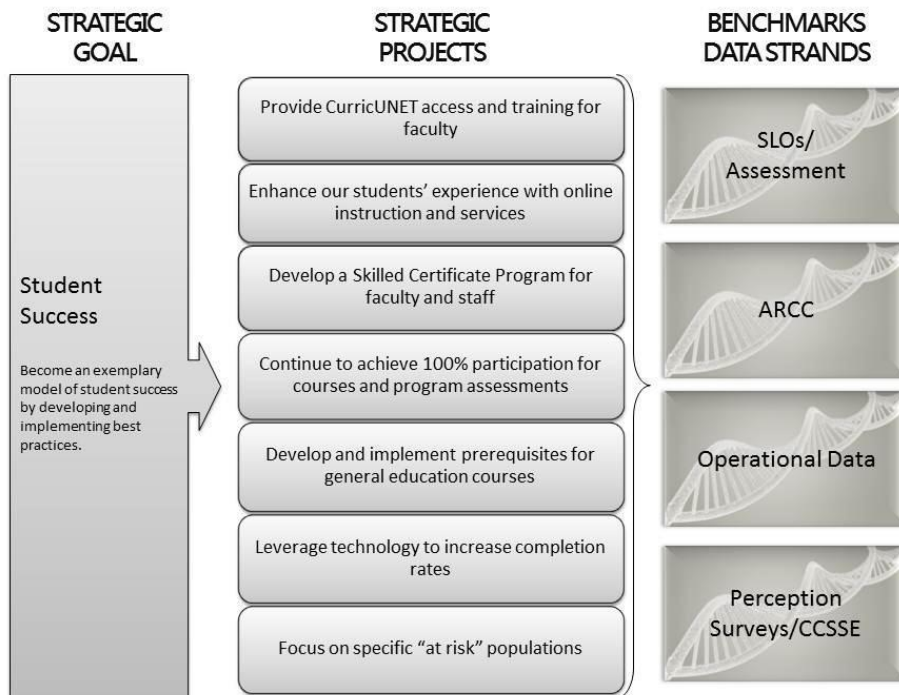 STRATEGIC
GOAL
Student
Success
Become an exemplary
model of student success
by developing and
implementing best
practices.
STRATEGIC
PROJECTS
Provide CurricUNET access and training for
faculty
Enhance our students’ experience with online
instruction and services
Develop a Skilled Certificate Program for
faculty and staff
Continue to achieve 100% participation for
courses and program assessments
Develop and implement prerequisites for
general education courses
Leverage technology to increase completion
rates
Focus on specific “at risk” populations
BENCHMARKS
DATA STRANDS
SLOs/
Assessment
ARCC
Operational Data
Perception
Surveys/CCSSE